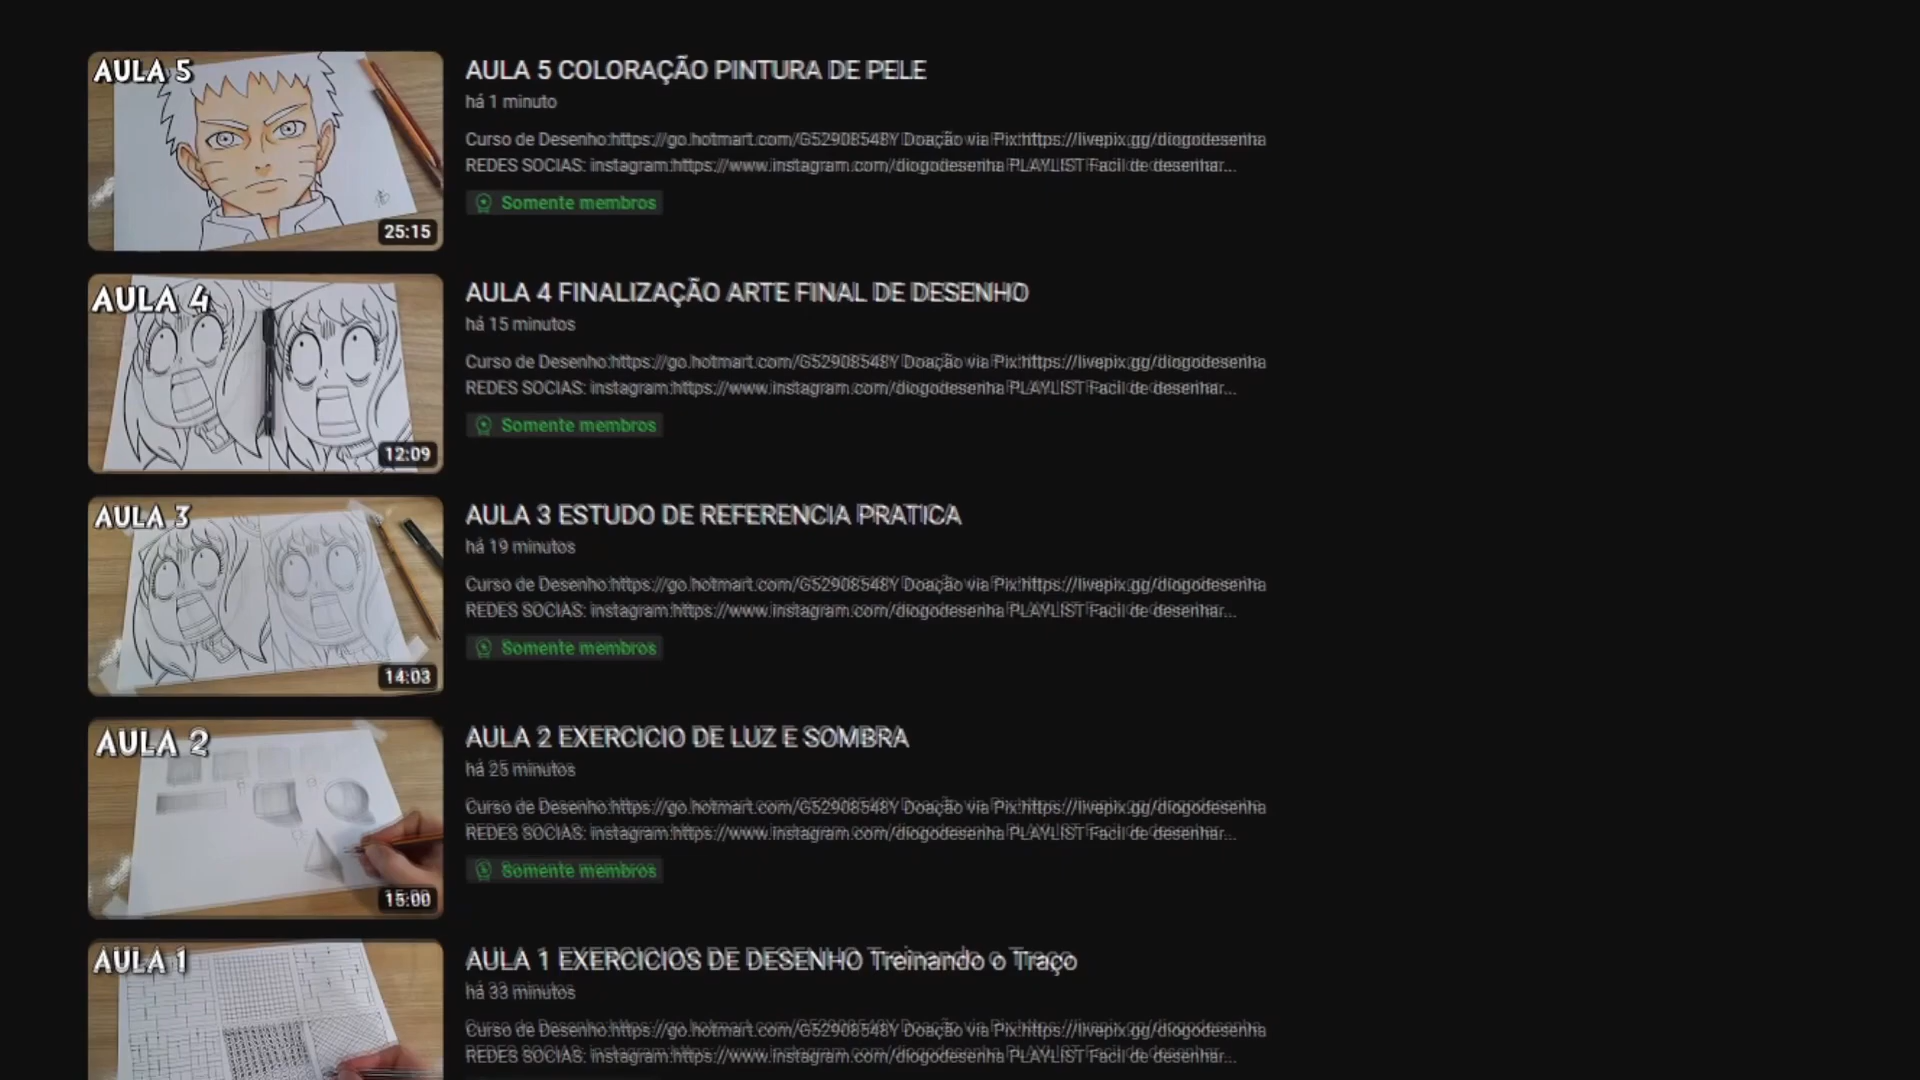 AULA 5
25:15
AULA 5 COLORAÇÃO PINTURA DE PELE
há 1 minuto
Curso de Desenho:https://go.hotmart.com/G52908548Y Doação via Pix:https://livepix.gg/diogodesenha
REDES SOCIAS: instagram:https://www.instagram.com/diogodesenha PLAYLIST Facil de desenhar...
Somente membros
AULA 4
12:09
AULA 4 FINALIZAÇÃO ARTE FINAL DE DESENHO
há 15 minutos
Curso de Desenho:https://go.hotmart.com/G52908548Y Doação via Pix:https://livepix.gg/diogodesenha
REDES SOCIAS: instagram:https://www.instagram.com/diogodesenha PLAYLIST Facil de desenhar...
Somente membros
AULA 3
14:03
AULA 3 ESTUDO DE REFERENCIA PRATICA
há 19 minutos
Curso de Desenho:https://go.hotmart.com/G52908548Y Doação via Pix:https://livepix.gg/diogodesenha
REDES SOCIAS: instagram:https://www.instagram.com/diogodesenha PLAYLIST Facil de desenhar...
Somente membros
AULA 2
15:00
AULA 2 EXERCICIO DE LUZ E SOMBRA
há 25 minutos
Curso de Desenho:https://go.hotmart.com/G52908548Y Doação via Pix:https://livepix.gg/diogodesenha
REDES SOCIAS: instagram:https://www.instagram.com/diogodesenha PLAYLIST Facil de desenhar...
Somente membros
AULA 1
AULA 1 EXERCICIOS DE DESENHO Treinando o Traço
há 33 minutos
Curso de Desenho:https://go.hotmart.com/G52908548Y Doação via Pix:https://livepix.gg/diogodesenha
REDES SOCIAS: instagram:https://www.instagram.com/diogodesenha PLAYLIST Facil de desenhar...